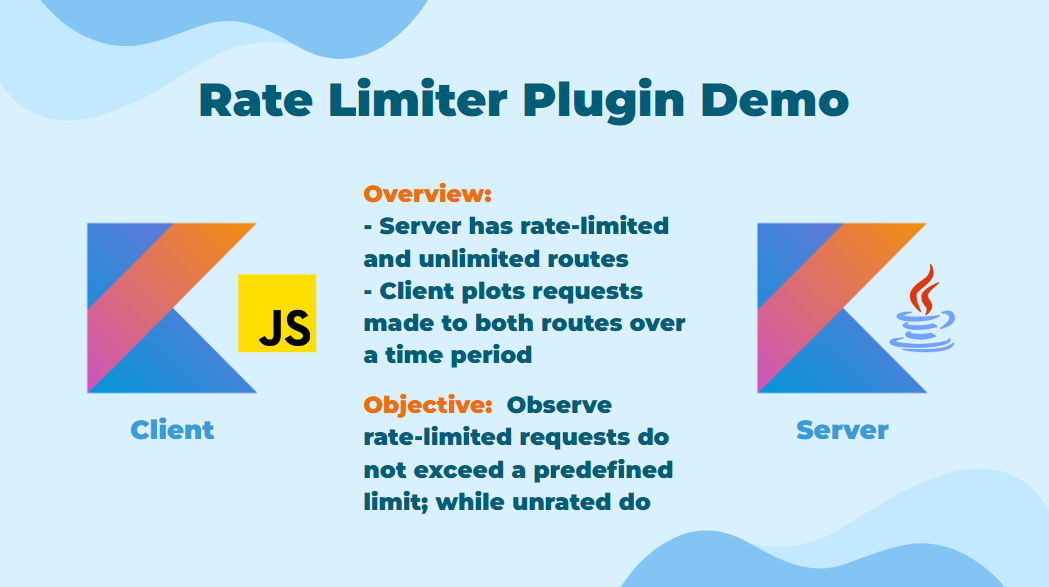 Rate Limiter Plugin Demo
Overview:
- Server has rate-limited
and unlimited routes
- Client plots requests
made to both routes over
a time period
Objective: Observe
rate-limited requests do
not exceed a predefined
limit; while unrated do
JS
Client
Server